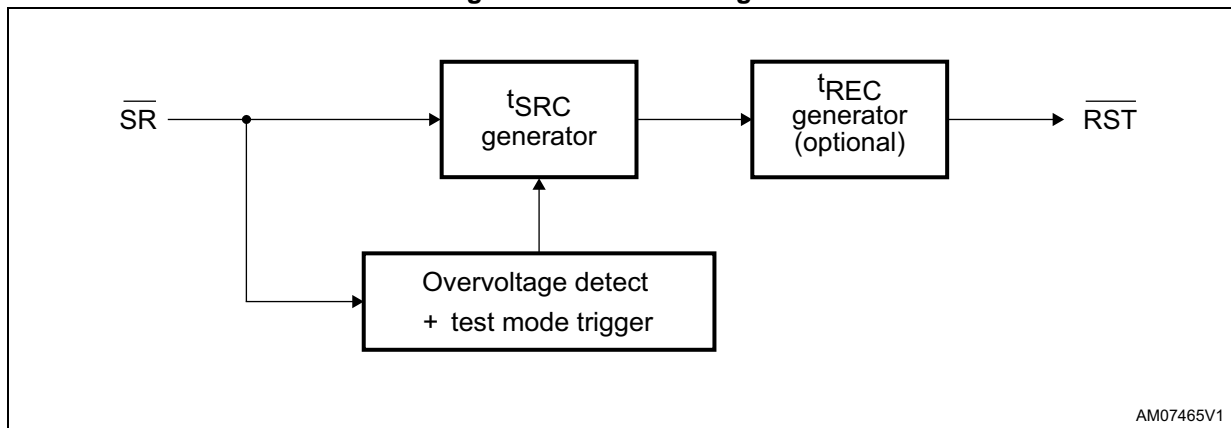 SR
tSRC
generator
tREC
generator
(optional)
RST
Overvoltage detect
+ test mode trigger
AM07465V1